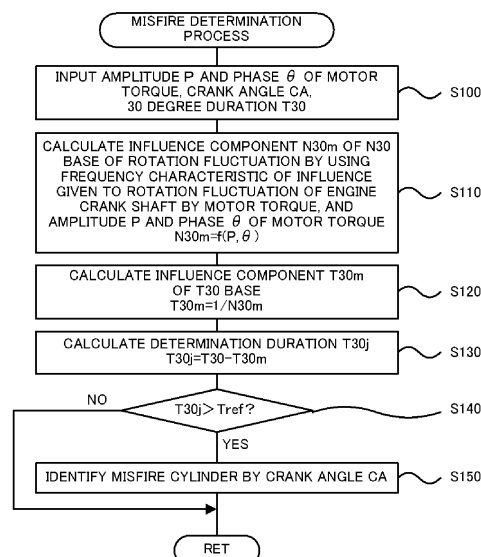 MISFIRE DETERMINATION
PROCESS
INPUT AMPLITUDE P AND PHASE θ OF MOTOR
TORQUE, CRANK ANGLE CA,
30 DEGREE DURATION T30
S100
CALCULATE INFLUENCE COMPONENT N30m OF N30
BASE OF ROTATION FLUCTUATION BY USING
FREQUENCY CHARACTERISTIC OF INFLUENCE
GIVEN TO ROTATION FLUCTUATION OF ENGINE
CRANK SHAFT BY MOTOR TORQUE, AND
AMPLITUDE P AND PHASE θ OF MOTOR TORQUE
N30m=f(P, θ)
S110
CALCULATE INFLUENCE COMPONENT T30m
OF T30 BASE
T30m=1/N30m
S120
CALCULATE DETERMINATION DURATION T30j
T30j=T30-T30m
S130
NO
T30j>Tref?
S140
YES
IDENTIFY MISFIRE CYLINDER BY CRANK ANGLE CA
S150
RET